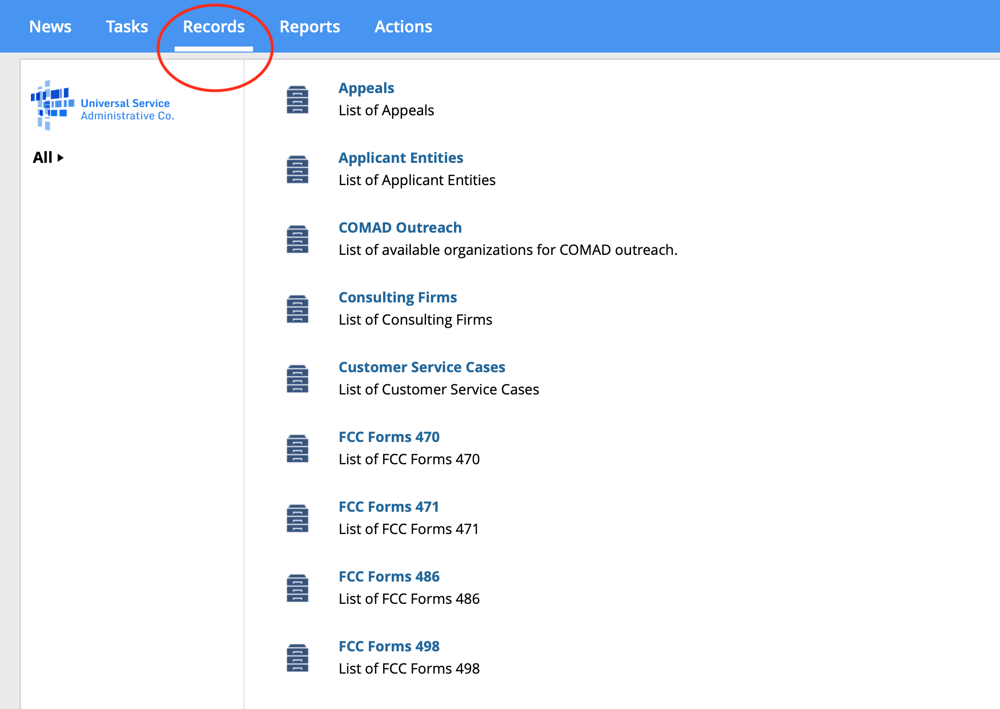 News Tasks Records Reports Actions
Universal Service
Administrative Co.
All
Appeals
List of Appeals
Applicant Entities
List of Applicant Entities
COMAD Outreach
List of available organizations for COMAD outreach.
Consulting Firms
List of Consulting Firms
Customer Service Cases
List of Customer Service Cases
FCC Forms 470
List of FCC Forms 470
FCC Forms 471
List of FCC Forms 471
FCC Forms 486
List of FCC Forms 486
FCC Forms 498
List of FCC Forms 498